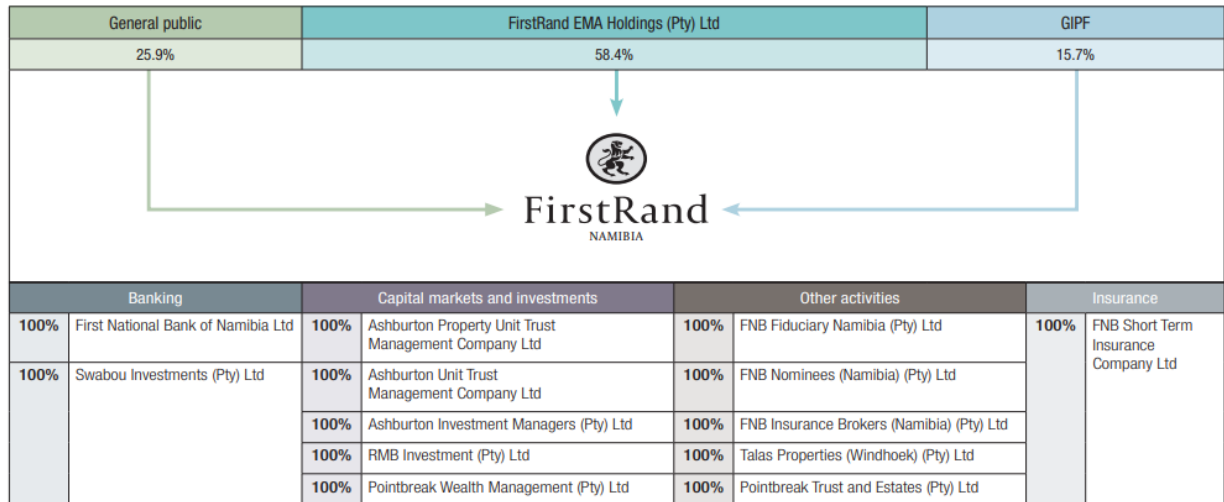 General public FirstRand EMA Holdings (Pty) Ltd GIPF
25.9% 58.4% 15.7%
FirstRand
NAMIBIA
Banking Capital markets and investments Other activities Insurance
100% First National Bank of Namibia Ltd 100% Ashburton Property Unit Trust 100% FNB Fiduciary Namibia (Pty) Ltd 100% FNB Short Term
Management Company Ltd Insurance
100% Swabou Investments (Pty) Ltd 100% Ashburton Unit Trust 100% FNB Nominees (Namibia) (Pty) Ltd Company Ltd
Management Company Ltd
100% Ashburton Investment Managers (Pty) Ltd 100% FNB Insurance Brokers (Namibia) (Pty) Ltd
100% RMB Investment (Pty) Ltd 100% Talas Properties (Windhoek) (Pty) Ltd
100% Pointbreak Wealth Management (Pty) Ltd 100% Pointbreak Trust and Estates (Pty) Ltd